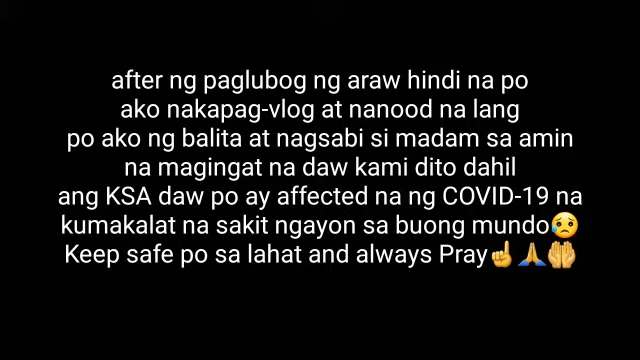 after ng paglubog ng araw hindi na po
ako nakapag-vlog at nanood na lang
po ako ng balita at nagsabi si madam sa amin
na magingat na daw kami dito dahil
ang KSA daw po ay affected na ng COVID-19 na
kumakalat na sakit ngayon sa buong mundo😢
Keep safe po sa lahat and always Pray☝️🙏🤲